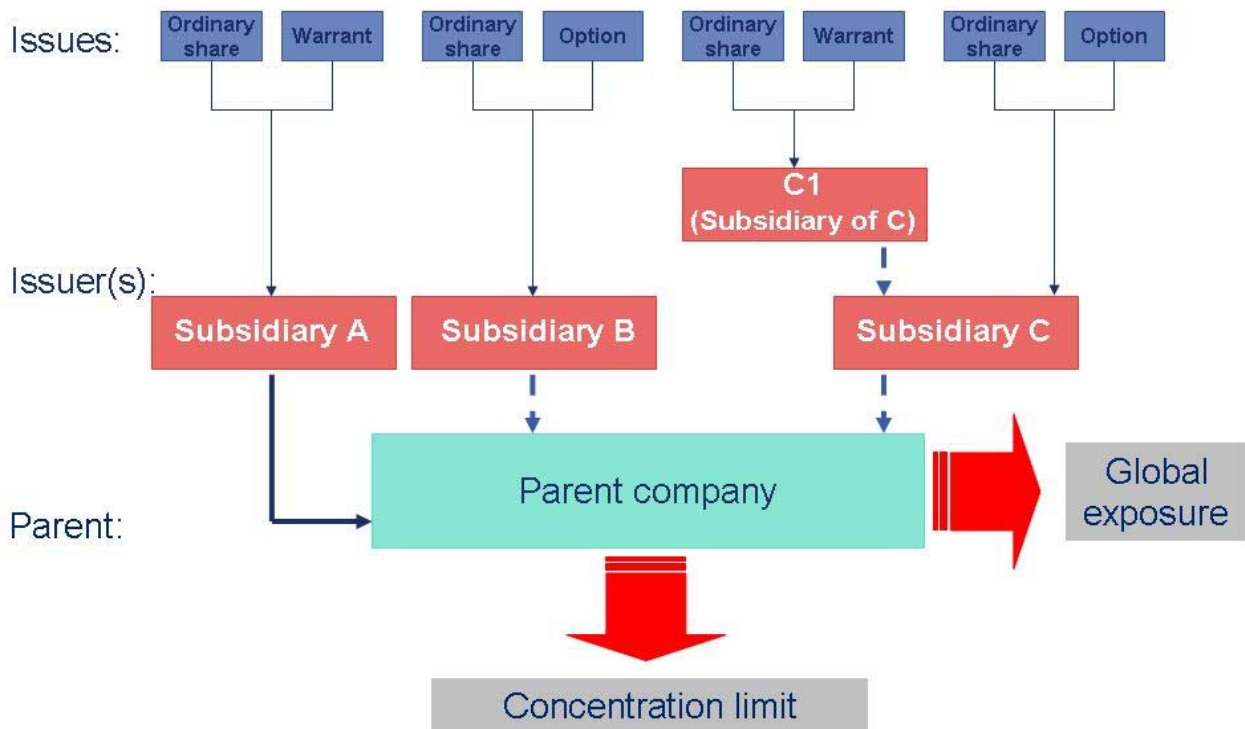 Issues:
Ordinary
share
Warrant
Ordinary
share
Option
Ordinary
share
Warrant
Ordinary
share
Option
C1
(Subsidiary of C)
Issuer(s):
Subsidiary A
Subsidiary B
Subsidiary C
Parent:
Parent company
Global
exposure
Concentration limit